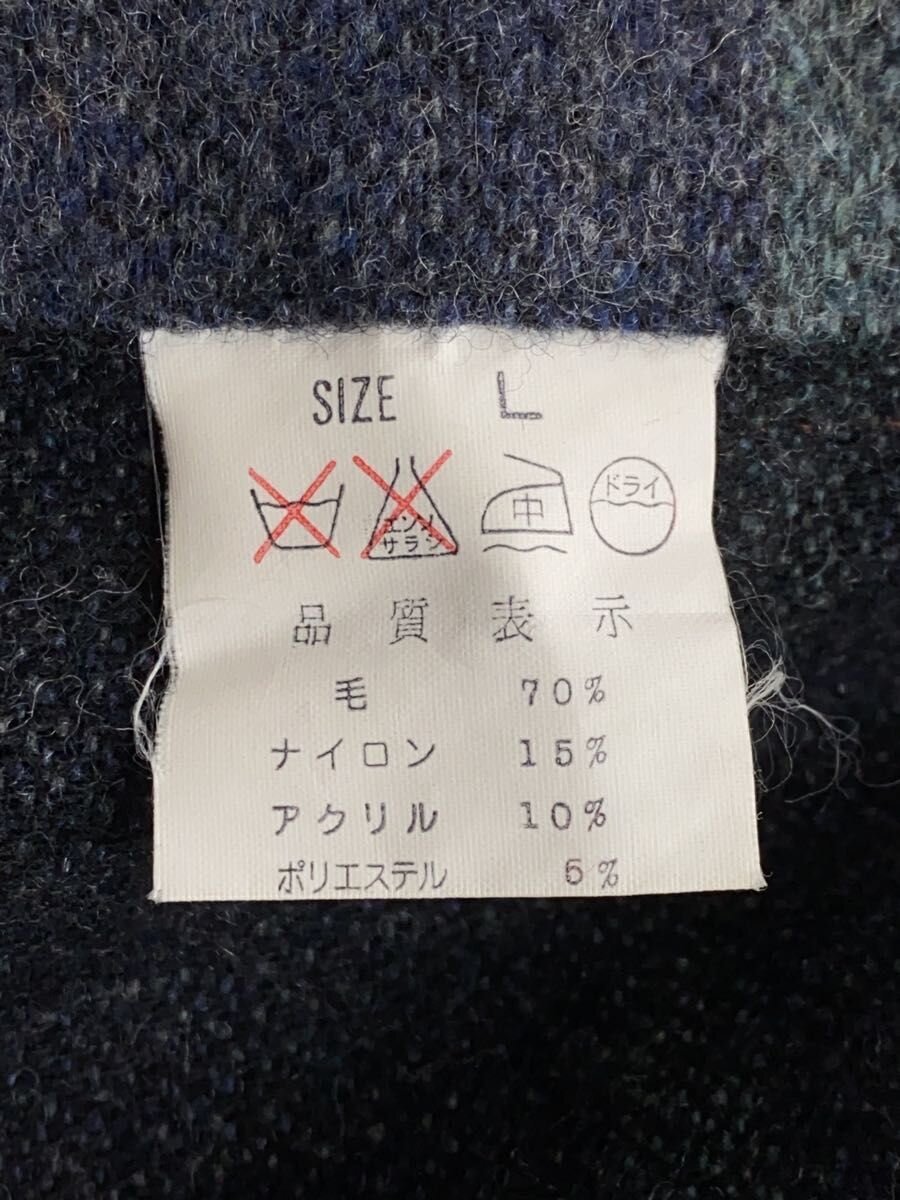 SIZE L
エンソ サラシ 中 ドライ
品質表示
毛 70%
ナイロン 15%
アクリル 10%
ポリエステル 5%